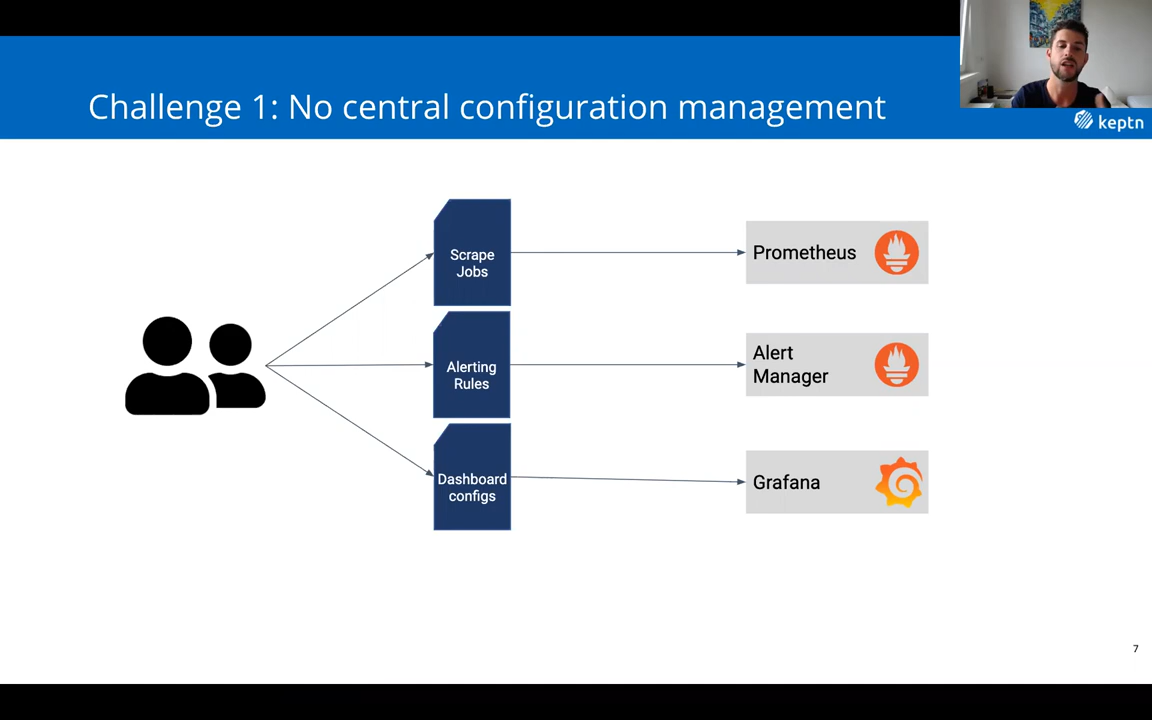 Challenge 1: No central configuration management
keptn
Scrape
Jobs
Prometheus
Alerting
Rules
Alert
Manager
Dashboard
configs
Grafana
7